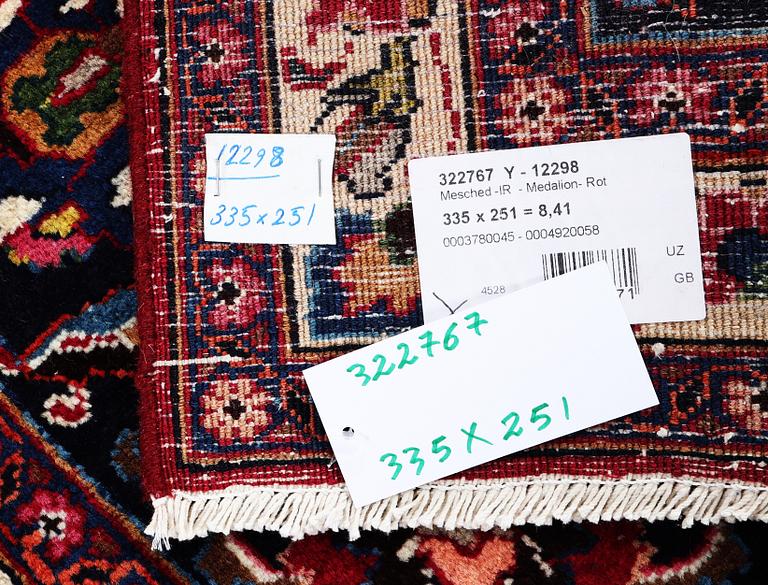 12298
335x251
322767 Y - 12298
Mesched -IR - Medalion- Rot
335 x 251 = 8,41
0003780045 - 0004920058
UZ
GB
4528
71
322767
335 X 251